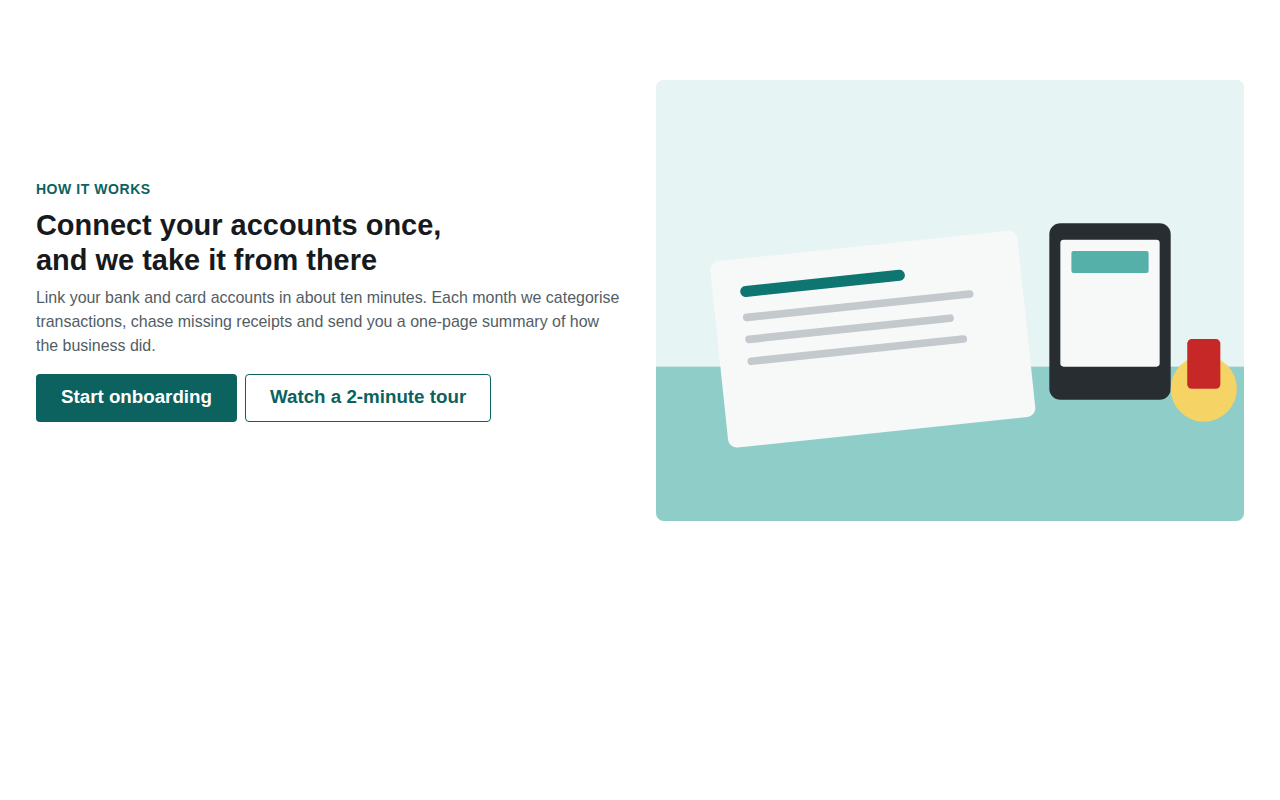 HOW IT WORKS
Connect your accounts once,
and we take it from there
Link your bank and card accounts in about ten minutes. Each month we categorise
transactions, chase missing receipts and send you a one-page summary of how
the business did.
Start onboarding
Watch a 2-minute tour